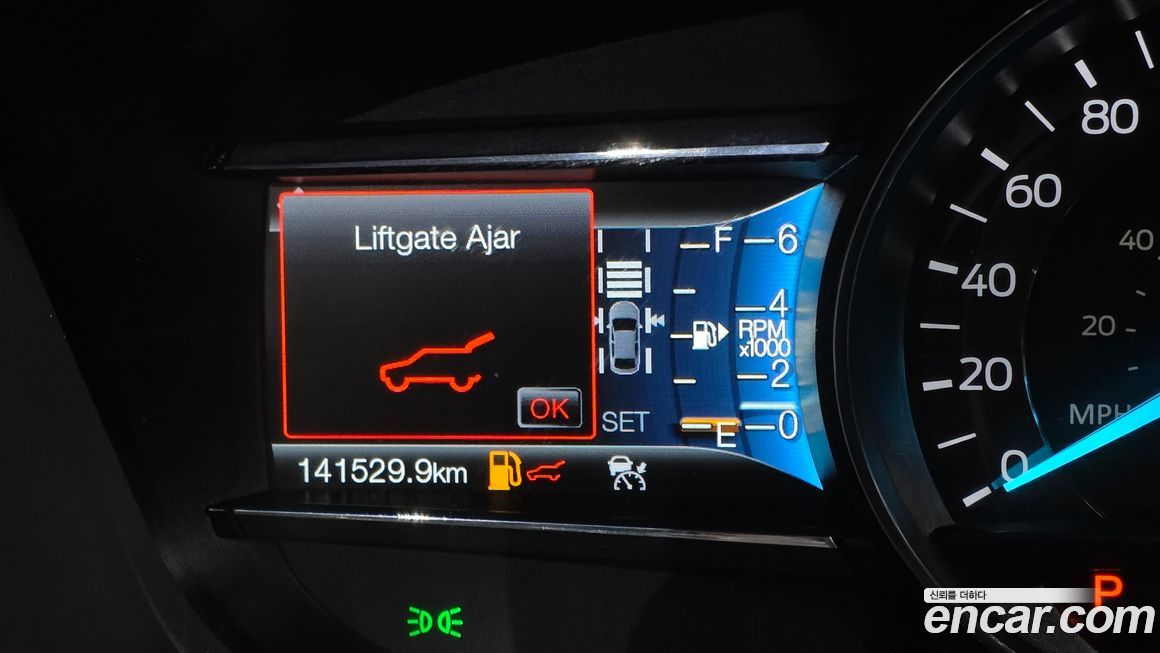 Liftgate Ajar
OK
F
E
6
4
RPM
x1000
2
0
SET
141529.9km
80
60
40
20
0
40
20
MPH
P
신뢰를 더하다
encar.com